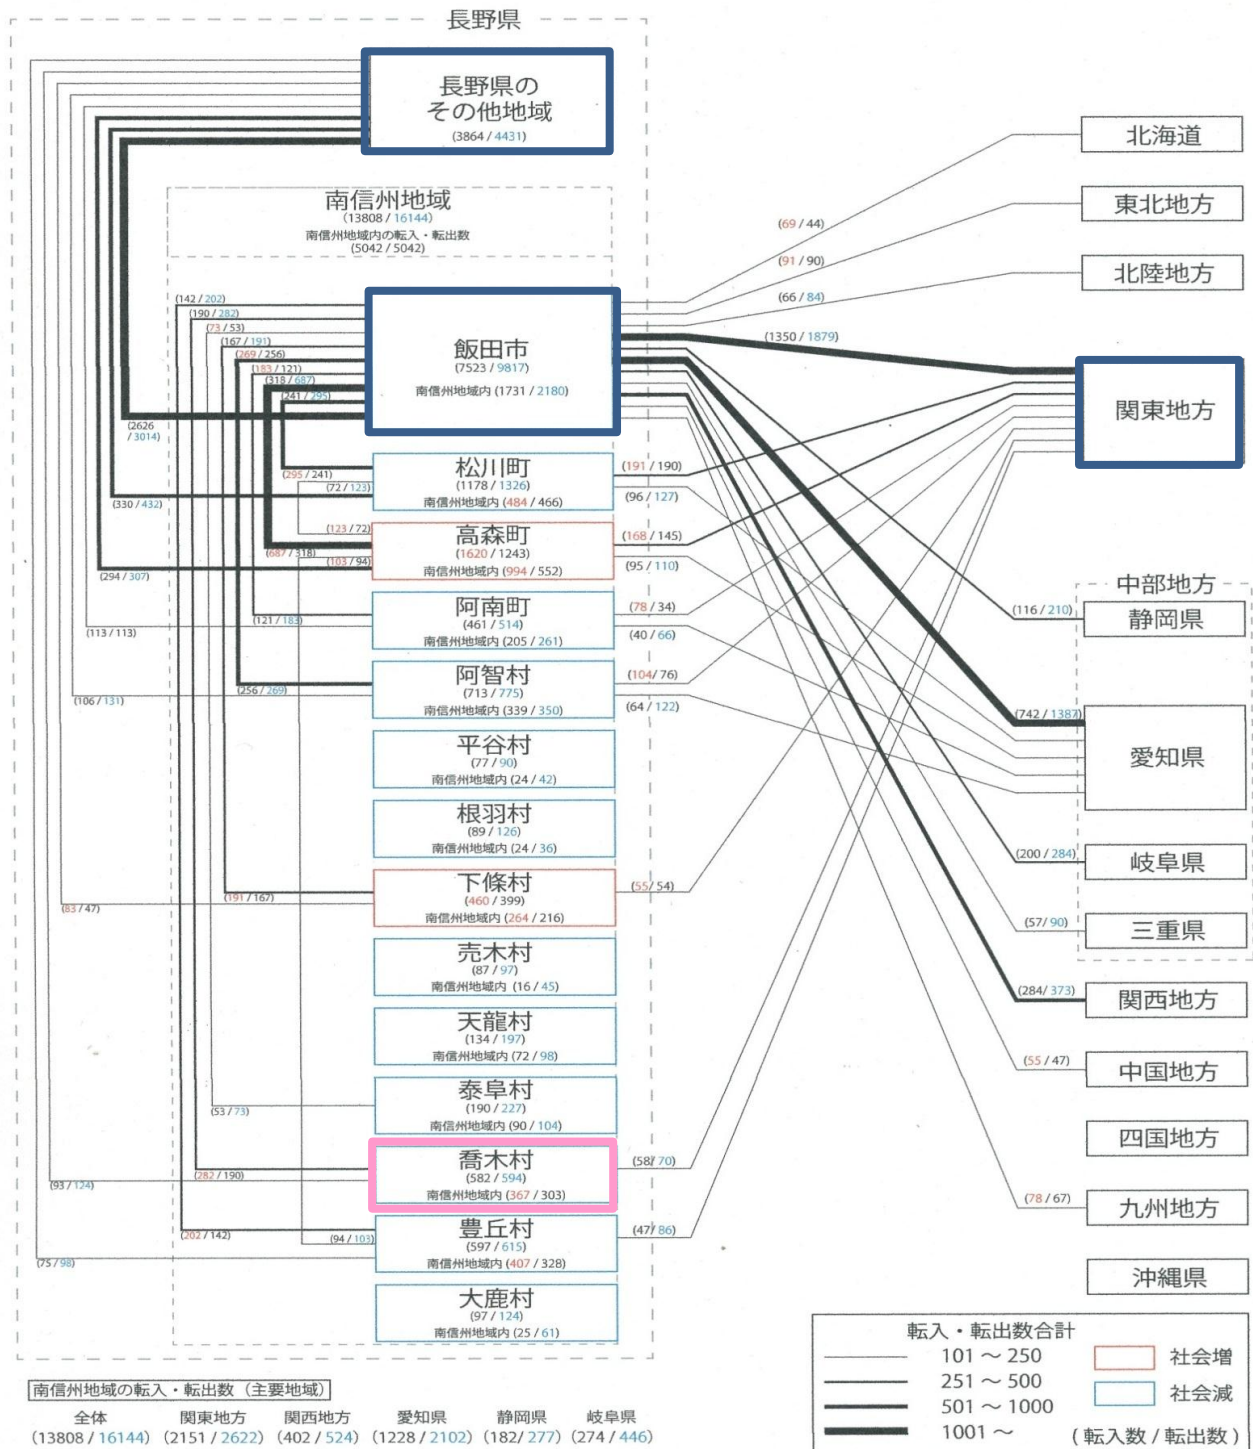 長野県
長野県の
その他地域
(3864 / 4431)
南信州地域
(13808 / 16144)
南信州地域内の転入・転出数
(5042 / 5042)
北海道
東北地方
北陸地方
(69 / 44)
(91 / 90)
(66 / 84)
(142 / 202)
(190 / 282)
(73 / 53)
(167 / 191)
(269 / 256)
(183 / 121)
(318 / 687)
(241 / 295)
飯田市
(7523 / 9817)
南信州地域内 (1731 / 2180)
(1350 / 1879)
関東地方
(2626
/ 3014)
(295 / 241)
(72 / 123)
(330 / 432)
松川町
(1178 / 1326)
南信州地域内 (484 / 466)
(191 / 190)
(96 / 127)
(123 / 72)
(687 / 318)
(103 / 94)
(294 / 307)
高森町
(1620 / 1243)
南信州地域内 (994 / 552)
(168 / 145)
(95 / 110)
中部地方
(116 / 210)
静岡県
(121 / 183)
(113 / 113)
阿南町
(461 / 514)
南信州地域内 (205 / 261)
(78 / 34)
(40 / 66)
(256 / 269)
(106 / 131)
阿智村
(713 / 775)
南信州地域内 (339 / 350)
(104 / 76)
(64 / 122)
(742 / 1387)
愛知県
平谷村
(77 / 90)
南信州地域内 (24 / 42)
根羽村
(89 / 126)
南信州地域内 (24 / 36)
(200 / 284)
岐阜県
(191 / 167)
(83 / 47)
下條村
(460 / 399)
南信州地域内 (264 / 216)
(55 / 54)
(57 / 90)
三重県
売木村
(87 / 97)
南信州地域内 (16 / 45)
(284 / 373)
関西地方
天龍村
(134 / 197)
南信州地域内 (72 / 98)
(55 / 47)
中国地方
(53 / 73)
泰阜村
(190 / 227)
南信州地域内 (90 / 104)
四国地方
(282 / 190)
(93 / 124)
喬木村
(582 / 594)
南信州地域内 (367 / 303)
(58 / 70)
(78 / 67)
九州地方
(202 / 142)
(94 / 103)
(75 / 98)
豊丘村
(597 / 615)
南信州地域内 (407 / 328)
(47 / 86)
沖縄県
大鹿村
(97 / 124)
南信州地域内 (25 / 61)
転入・転出数合計
101 ～ 250
251 ～ 500
501 ～ 1000
1001 ～
社会増
社会減
( 転入数 / 転出数 )
南信州地域の転入・転出数（主要地域）
全体 関東地方 関西地方 愛知県 静岡県 岐阜県
(13808 / 16144) (2151 / 2622) (402 / 524) (1228 / 2102) (182 / 277) (274 / 446)